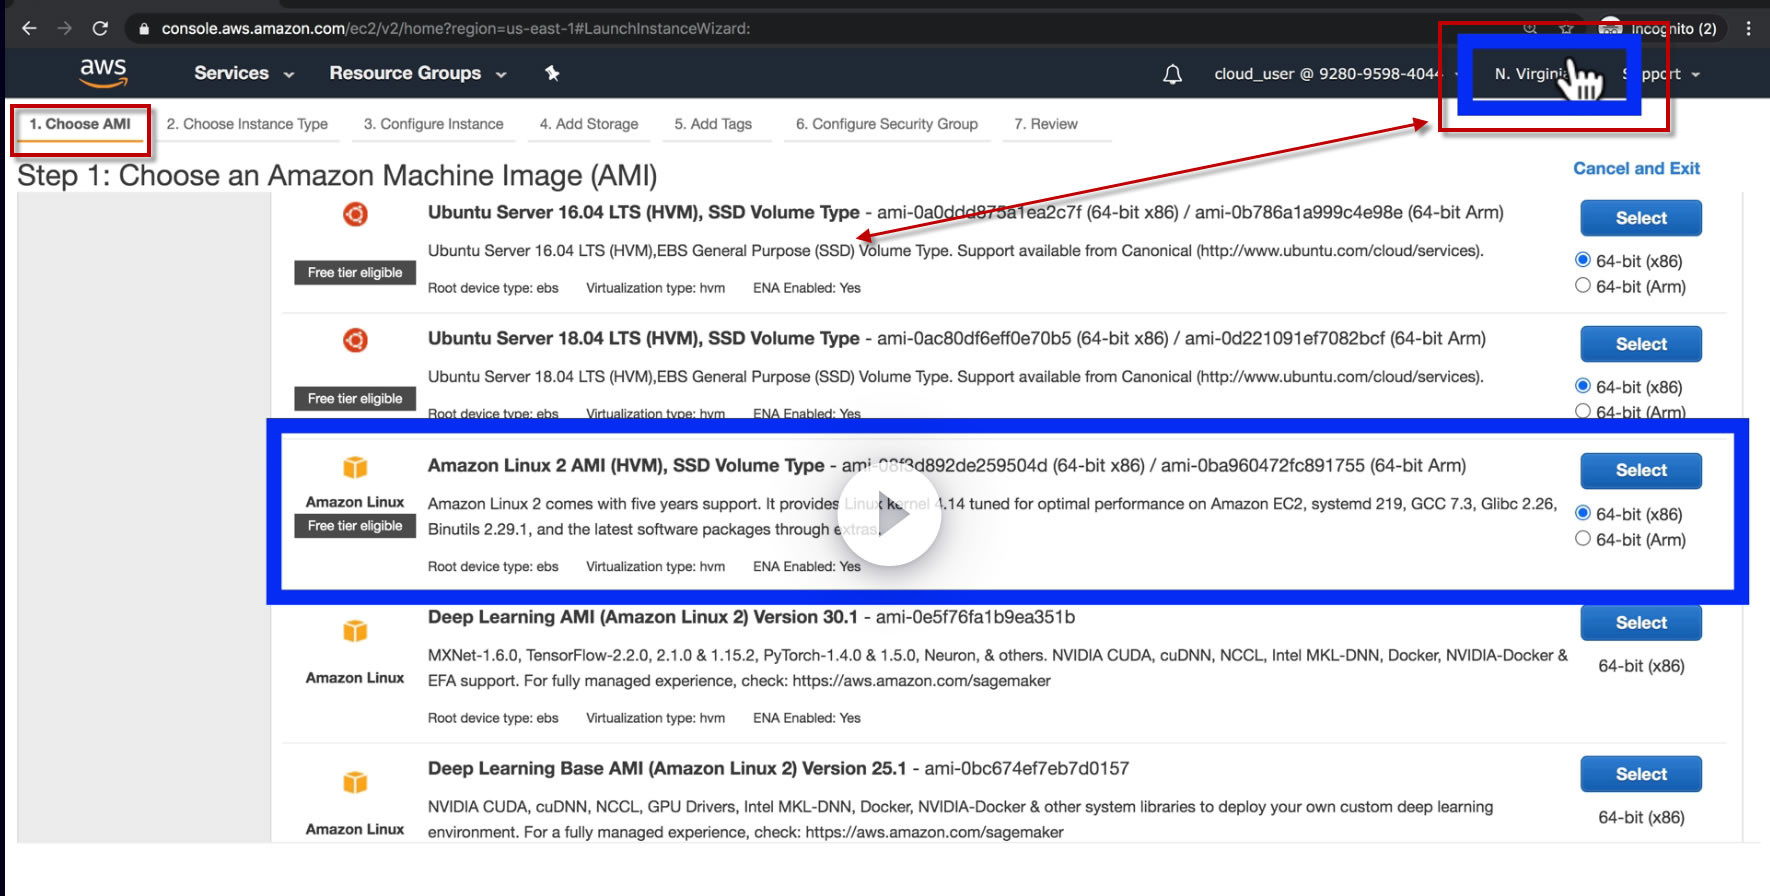 console.aws.amazon.com/ec2/v2/home?region=us-east-1#LaunchInstanceWizard:
Incognito (2)
aws
Services
Resource Groups
cloud_user @ 9280-9598-4044
N. Virginia
Support
1. Choose AMI
2. Choose Instance Type
3. Configure Instance
4. Add Storage
5. Add Tags
6. Configure Security Group
7. Review
Step 1: Choose an Amazon Machine Image (AMI)
Cancel and Exit
Ubuntu Server 16.04 LTS (HVM), SSD Volume Type - ami-0a0ddd875a1ea2c7f (64-bit x86) / ami-0b786a1a999c4e98e (64-bit Arm)
Select
Ubuntu Server 16.04 LTS (HVM),EBS General Purpose (SSD) Volume Type. Support available from Canonical (http://www.ubuntu.com/cloud/services).
64-bit (x86)
Free tier eligible
64-bit (Arm)
Root device type: ebs Virtualization type: hvm ENA Enabled: Yes
Ubuntu Server 18.04 LTS (HVM), SSD Volume Type - ami-0ac80df6eff0e70b5 (64-bit x86) / ami-0d221091ef7082bcf (64-bit Arm)
Select
Ubuntu Server 18.04 LTS (HVM),EBS General Purpose (SSD) Volume Type. Support available from Canonical (http://www.ubuntu.com/cloud/services).
64-bit (x86)
Free tier eligible
64-bit (Arm)
Root device type: ebs Virtualization type: hvm ENA Enabled: Yes
Amazon Linux 2 AMI (HVM), SSD Volume Type - ami-08f3d892de259504d (64-bit x86) / ami-0ba960472fc891755 (64-bit Arm)
Select
Amazon Linux
Amazon Linux 2 comes with five years support. It provides Linux kernel 4.14 tuned for optimal performance on Amazon EC2, systemd 219, GCC 7.3, Glibc 2.26,
64-bit (x86)
Free tier eligible
Binutils 2.29.1, and the latest software packages through extras.
64-bit (Arm)
Root device type: ebs Virtualization type: hvm ENA Enabled: Yes
Deep Learning AMI (Amazon Linux 2) Version 30.1 - ami-0e5f76fa1b9ea351b
Select
MXNet-1.6.0, TensorFlow-2.2.0, 2.1.0 & 1.15.2, PyTorch-1.4.0 & 1.5.0, Neuron, & others. NVIDIA CUDA, cuDNN, NCCL, Intel MKL-DNN, Docker, NVIDIA-Docker &
64-bit (x86)
Amazon Linux
EFA support. For fully managed experience, check: https://aws.amazon.com/sagemaker
Root device type: ebs Virtualization type: hvm ENA Enabled: Yes
Deep Learning Base AMI (Amazon Linux 2) Version 25.1 - ami-0bc674ef7eb7d0157
Select
NVIDIA CUDA, cuDNN, NCCL, GPU Drivers, Intel MKL-DNN, Docker, NVIDIA-Docker & other system libraries to deploy your own custom deep learning
64-bit (x86)
Amazon Linux
environment. For a fully managed experience, check: https://aws.amazon.com/sagemaker